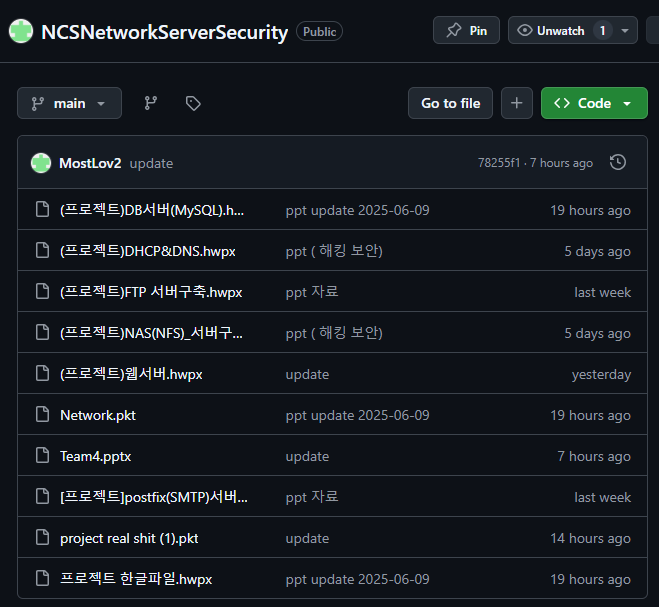 NCSNetworkServerSecurity Public Pin Unwatch 1
main Go to file Code
MostLov2 update 78255f1 · 7 hours ago
(프로젝트)DB서버(MySQL).h... ppt update 2025-06-09 19 hours ago
(프로젝트)DHCP&DNS.hwpx ppt ( 해킹 보안) 5 days ago
(프로젝트)FTP 서버구축.hwpx ppt 자료 last week
(프로젝트)NAS(NFS)_서버구... ppt ( 해킹 보안) 5 days ago
(프로젝트)웹서버.hwpx update yesterday
Network.pkt ppt update 2025-06-09 19 hours ago
Team4.pptx update 7 hours ago
[프로젝트]postfix(SMTP)서버... ppt 자료 last week
project real shit (1).pkt update 14 hours ago
프로젝트 한글파일.hwpx ppt update 2025-06-09 19 hours ago